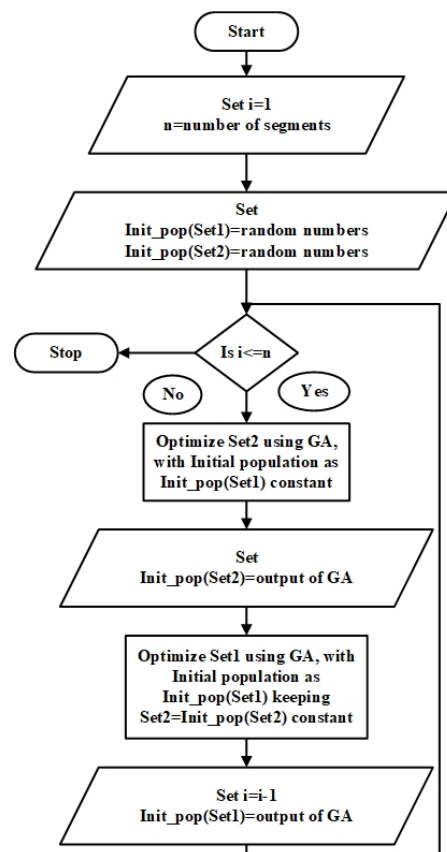 Start
Set i=1
n=number of segments
Set
Init_pop(Set1)=random numbers
Init_pop(Set2)=random numbers
Is i<=n
Stop
No
Yes
Optimize Set2 using GA,
with Initial population as
Init_pop(Set1) constant
Set
Init_pop(Set2)=output of GA
Optimize Set1 using GA, with
Initial population as
Init_pop(Set1) keeping
Set2=Init_pop(Set2) constant
Set i=i-1
Init_pop(Set1)=output of GA